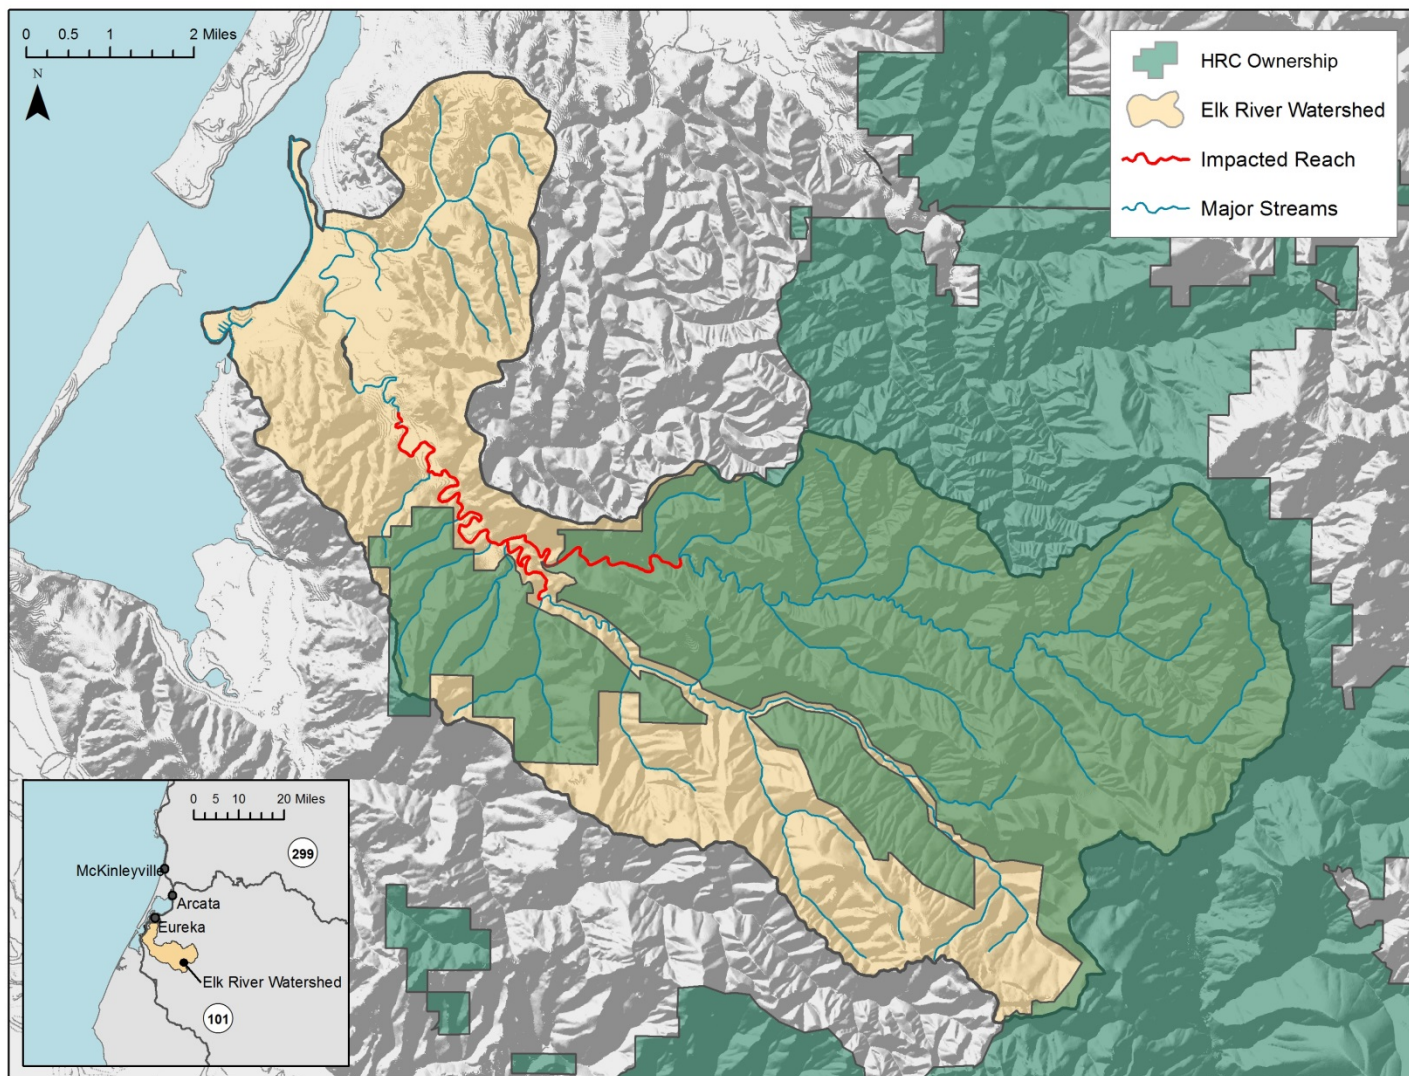 0 0.5 1 2 Miles
N
HRC Ownership
Elk River Watershed
Impacted Reach
Major Streams
0 5 10 20 Miles
299
McKinleyville
Arcata
Eureka
Elk River Watershed
101